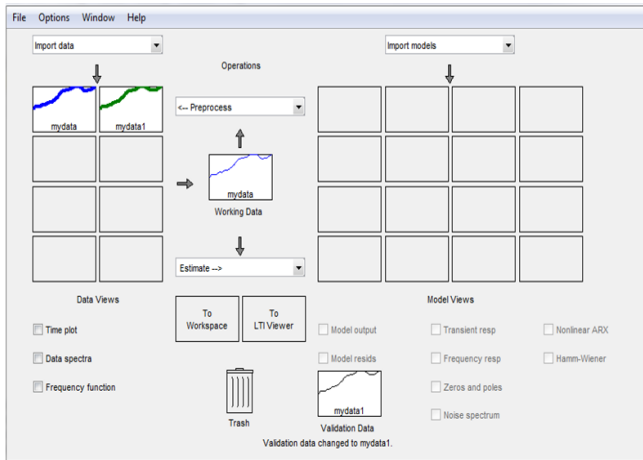 File Options Window Help
Import data
Import models
Operations
mydata
mydata1
<-- Preprocess
mydata
Working Data
Estimate -->
Data Views
Model Views
To
Workspace
To
LTI Viewer
Time plot
Data spectra
Frequency function
Model output
Transient resp
Nonlinear ARX
Model resids
Frequency resp
Hamm-Wiener
Zeros and poles
Noise spectrum
Trash
mydata1
Validation Data
Validation data changed to mydata1.